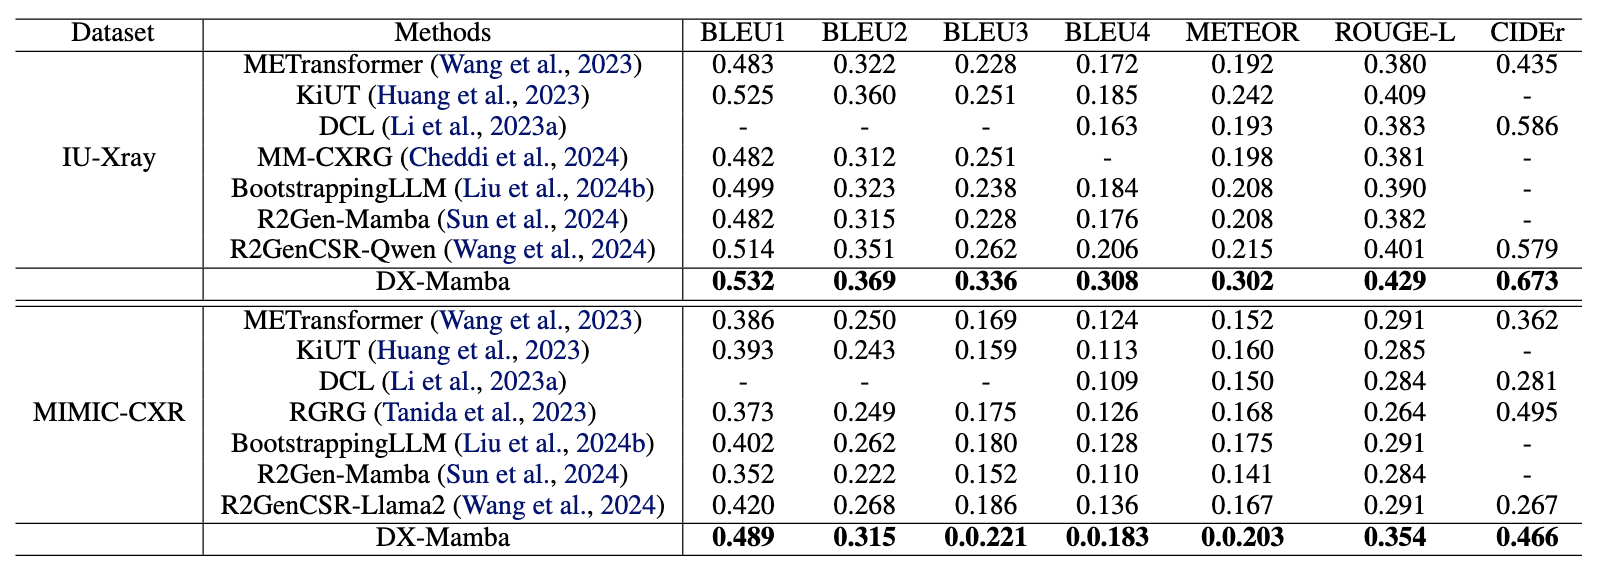 Dataset Methods BLEU1 BLEU2 BLEU3 BLEU4 METEOR ROUGE-L CIDEr
METransformer (Wang et al., 2023) 0.483 0.322 0.228 0.172 0.192 0.380 0.435
KiUT (Huang et al., 2023) 0.525 0.360 0.251 0.185 0.242 0.409 -
DCL (Li et al., 2023a) - - - 0.163 0.193 0.383 0.586
IU-Xray MM-CXRG (Cheddi et al., 2024) 0.482 0.312 0.251 - 0.198 0.381 -
BootstrappingLLM (Liu et al., 2024b) 0.499 0.323 0.238 0.184 0.208 0.390 -
R2Gen-Mamba (Sun et al., 2024) 0.482 0.315 0.228 0.176 0.208 0.382 -
R2GenCSR-Qwen (Wang et al., 2024) 0.514 0.351 0.262 0.206 0.215 0.401 0.579
DX-Mamba 0.532 0.369 0.336 0.308 0.302 0.429 0.673
METransformer (Wang et al., 2023) 0.386 0.250 0.169 0.124 0.152 0.291 0.362
KiUT (Huang et al., 2023) 0.393 0.243 0.159 0.113 0.160 0.285 -
DCL (Li et al., 2023a) - - - 0.109 0.150 0.284 0.281
MIMIC-CXR RGRG (Tanida et al., 2023) 0.373 0.249 0.175 0.126 0.168 0.264 0.495
BootstrappingLLM (Liu et al., 2024b) 0.402 0.262 0.180 0.128 0.175 0.291 -
R2Gen-Mamba (Sun et al., 2024) 0.352 0.222 0.152 0.110 0.141 0.284 -
R2GenCSR-Llama2 (Wang et al., 2024) 0.420 0.268 0.186 0.136 0.167 0.291 0.267
DX-Mamba 0.489 0.315 0.0.221 0.0.183 0.0.203 0.354 0.466